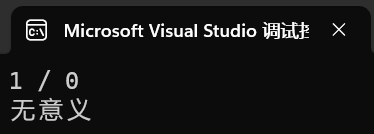 Microsoft Visual Studio 调试
1 / 0
无意义